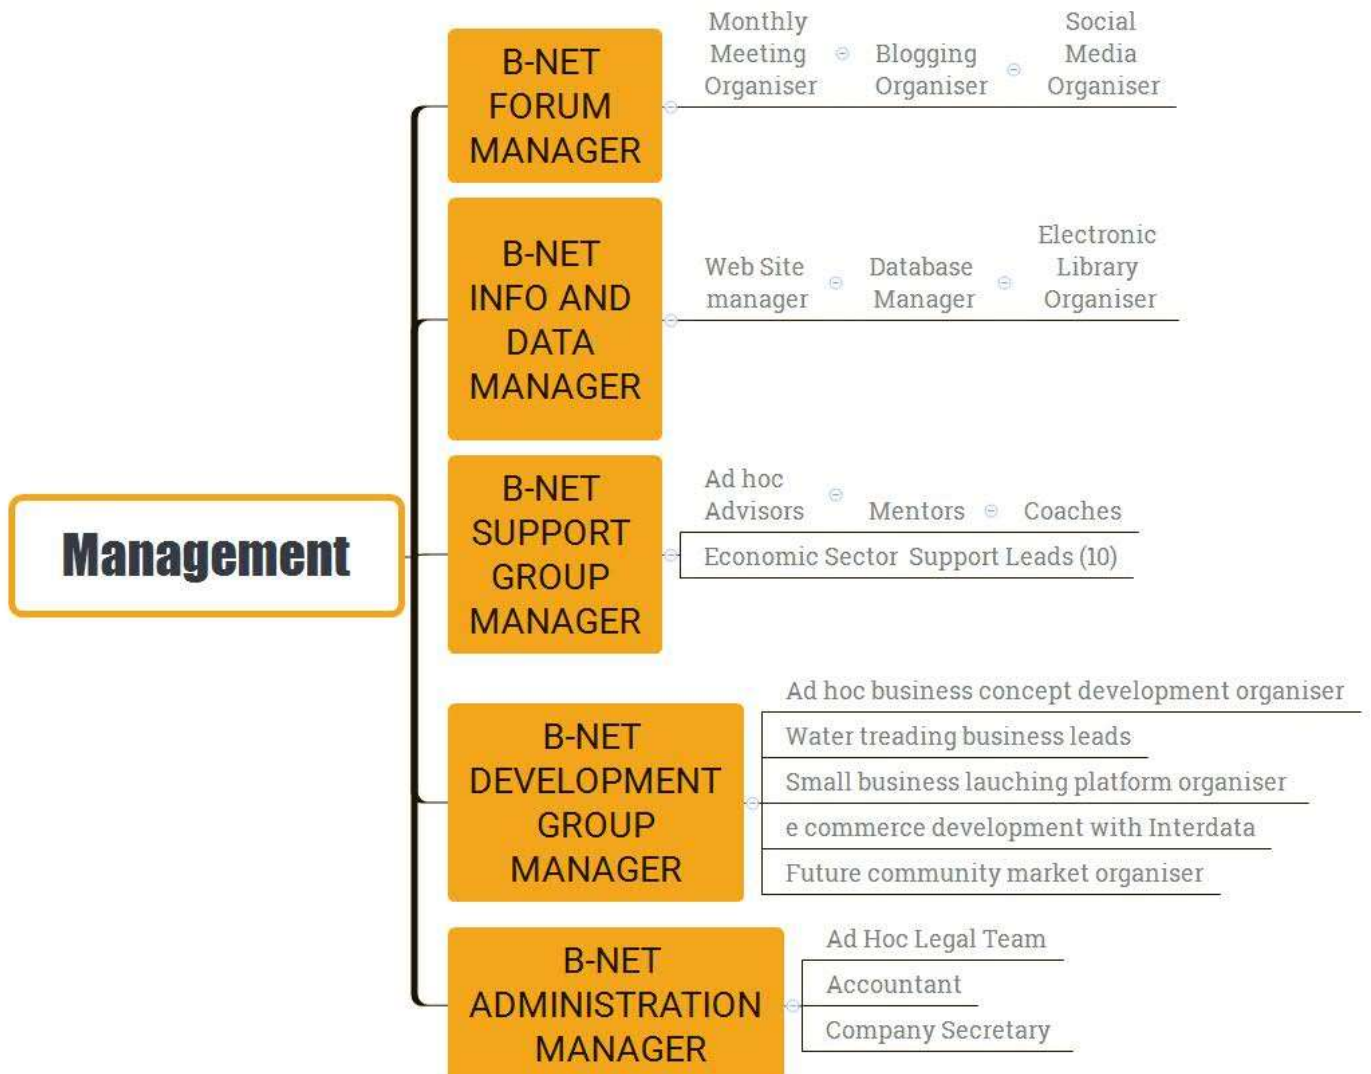 Management
B-NET
FORUM
MANAGER
Monthly
Meeting
Organiser
Blogging
Organiser
Social
Media
Organiser
B-NET
INFO AND
DATA
MANAGER
Web Site
manager
Database
Manager
Electronic
Library
Organiser
B-NET
SUPPORT
GROUP
MANAGER
Ad hoc
Advisors
Mentors
Coaches
Economic Sector Support Leads (10)
B-NET
DEVELOPMENT
GROUP
MANAGER
Ad hoc business concept development organiser
Water treading business leads
Small business lauching platform organiser
e commerce development with Interdata
Future community market organiser
B-NET
ADMINISTRATION
MANAGER
Ad Hoc Legal Team
Accountant
Company Secretary